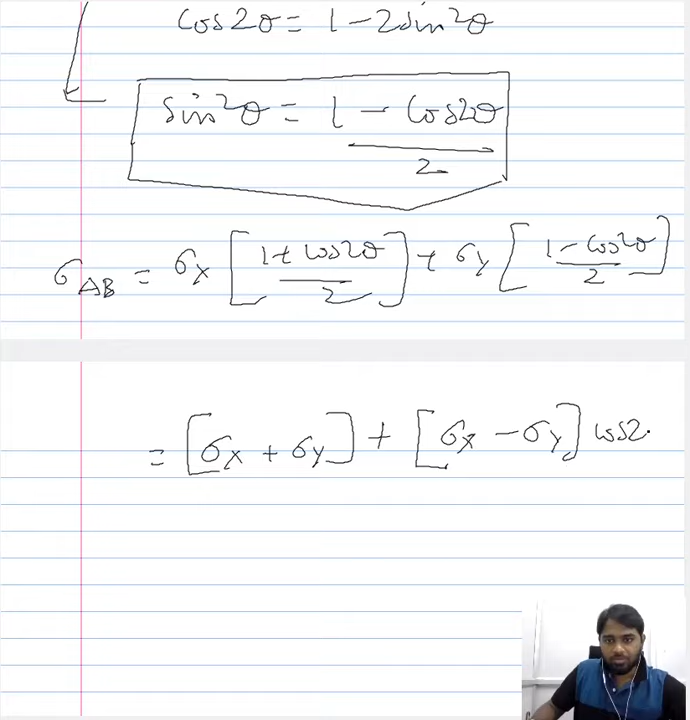 cos2θ = 1 - 2sin²θ
sin²θ = 1 - cos2θ / 2
σAB = σx [1 + cos2θ / 2] + σy [1 - cos2θ / 2]
= [σx + σy] + [σx - σy] cos2